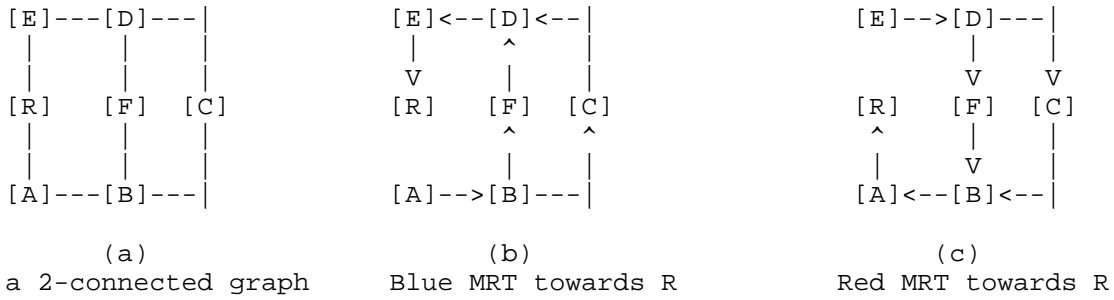 [E]---[D]---|           [E]<--[D]<--|                [E]-->[D]---|
 |     |    |            |     ^    |                       |    |
 |     |    |            V     |    |                       V    V
[R]   [F]  [C]          [R]   [F]  [C]               [R]   [F]  [C]
 |     |    |                  ^    ^                 ^     |    |
 |     |    |                  |    |                 |     V    |
[A]---[B]---|           [A]-->[B]---|                [A]<--[B]<--|
(a)                       (b)                           (c)
a 2-connected graph     Blue MRT towards R          Red MRT towards R